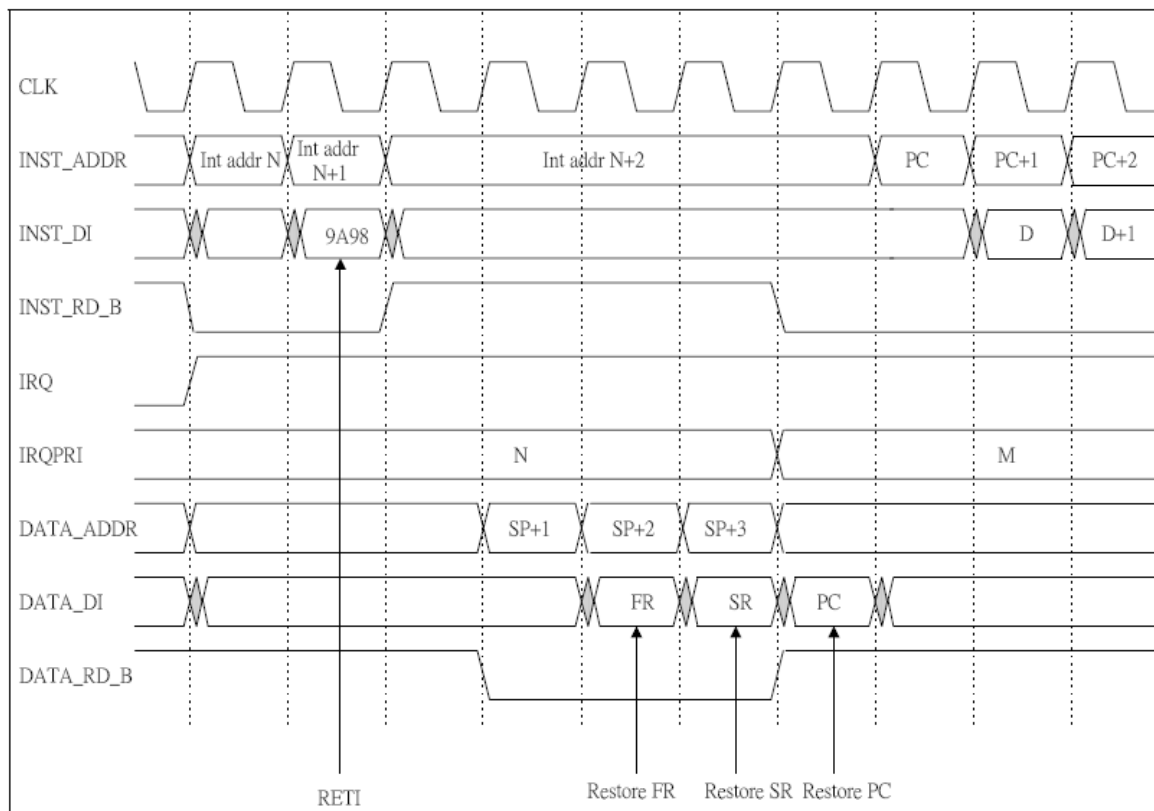 CLK
INST_ADDR
Int addr N
Int addr
N+1
Int addr N+2
PC
PC+1
PC+2
INST_DI
9A98
D
D+1
INST_RD_B
IRQ
IRQPRI
N
M
DATA_ADDR
SP+1
SP+2
SP+3
DATA_DI
FR
SR
PC
DATA_RD_B
RETI
Restore FR
Restore SR
Restore PC